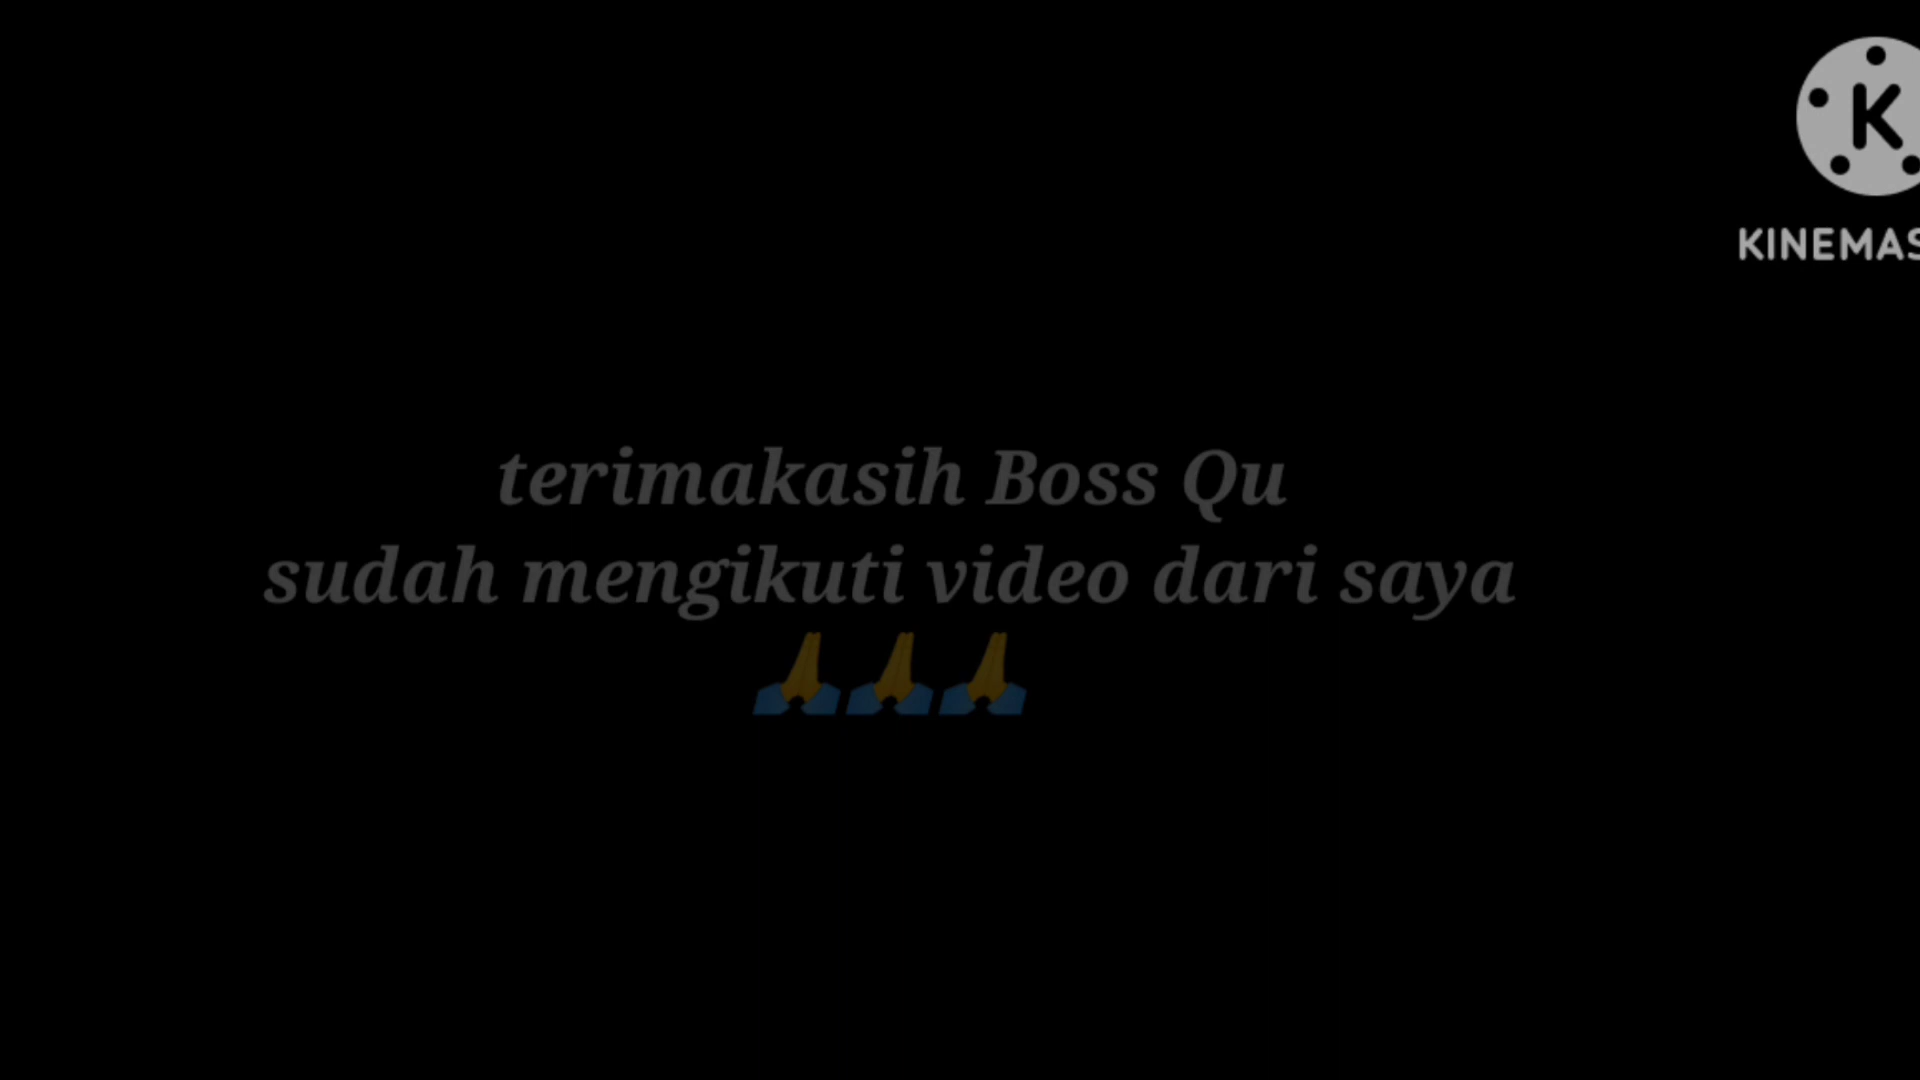 K
KINEMAS
terimakasih Boss Qu
sudah mengikuti video dari saya
🙏🙏🙏